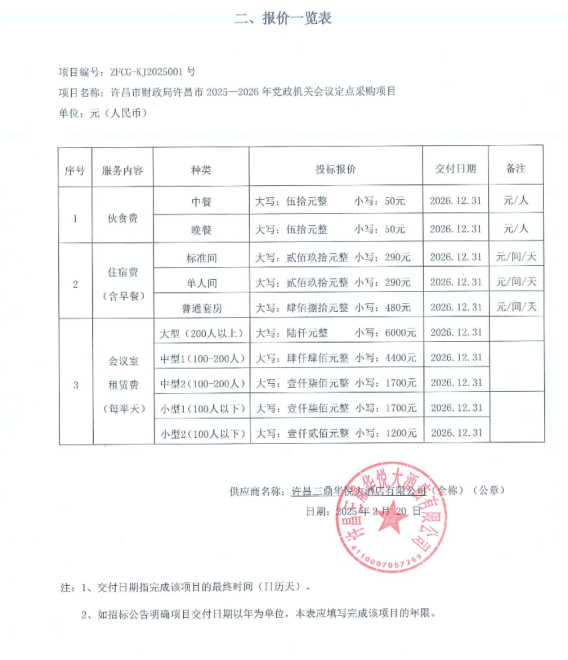 二、报价一览表
项目编号：ZFCG-KJ2025001 号
项目名称：许昌市财政局许昌市 2025—2026 年党政机关会议定点采购项目
单位：元（人民币）
序号 服务内容 种类 投标报价 交付日期 备注
1 伙食费 中餐 大写：伍拾元整 小写：50元 2026.12.31 元/人
晚餐 大写：伍拾元整 小写：50元 2026.12.31 元/人
2 住宿费（含早餐） 标准间 大写：贰佰玖拾元整 小写：290元 2026.12.31 元/间/天
单人间 大写：贰佰玖拾元整 小写：290元 2026.12.31 元/间/天
普通套房 大写：肆佰捌拾元整 小写：480元 2026.12.31 元/间/天
3 会议室租赁费（每半天） 大型（200人以上） 大写：陆仟元整 小写：6000元 2026.12.31
中型1（100-200人） 大写：肆仟肆佰元整 小写：4400元 2026.12.31
中型2（100-200人） 大写：壹仟柒佰元整 小写：1700元 2026.12.31
小型1（100人以下） 大写：壹仟柒佰元整 小写：1700元 2026.12.31
小型2（100人以下） 大写：壹仟贰佰元整 小写：1200元 2026.12.31
供应商名称：许昌三鼎华悦大酒店有限公司（全称）（公章）
日期：2025 年 2 月 20 日
许昌三鼎华悦大酒店有限公司
4110007057269
注：1、交付日期指完成该项目的最终时间（日历天）。
2、如招标公告明确项目交付日期以年为单位，本表应填写完成该项目的年限。